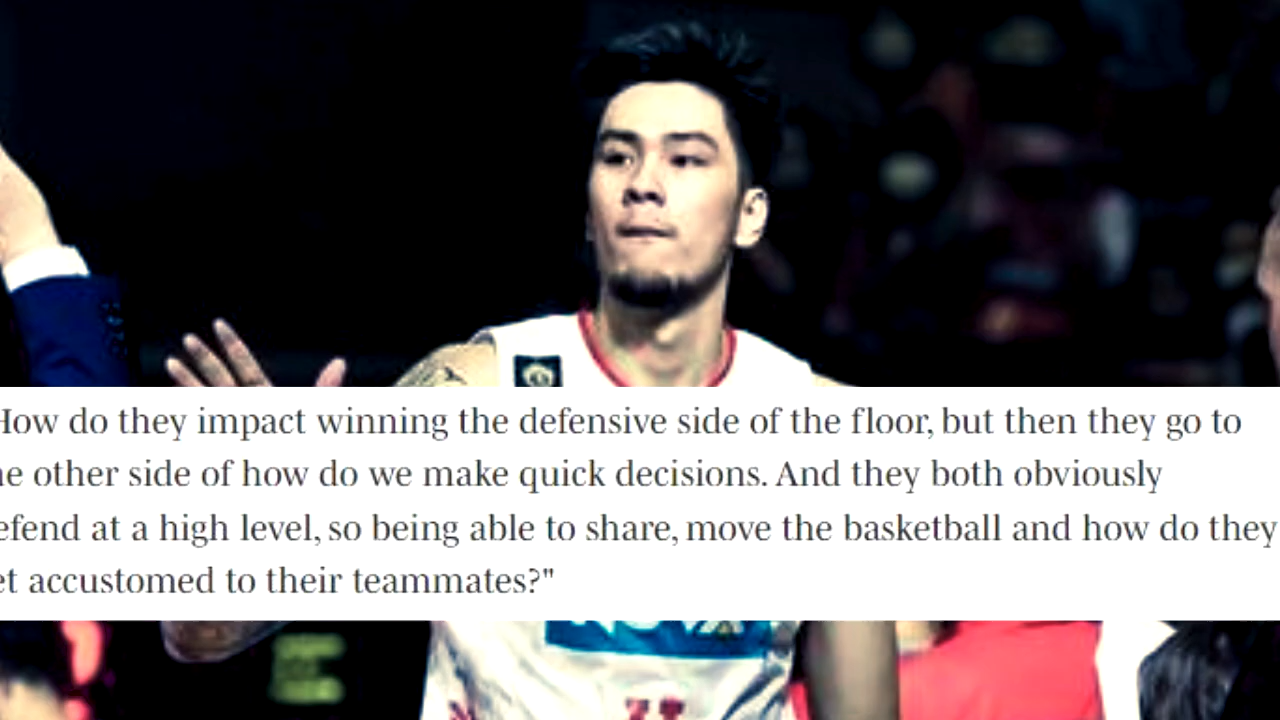 How do they impact winning the defensive side of the floor, but then they go to
e other side of how do we make quick decisions. And they both obviously
efend at a high level, so being able to share, move the basketball and how do they
et accustomed to their teammates?"